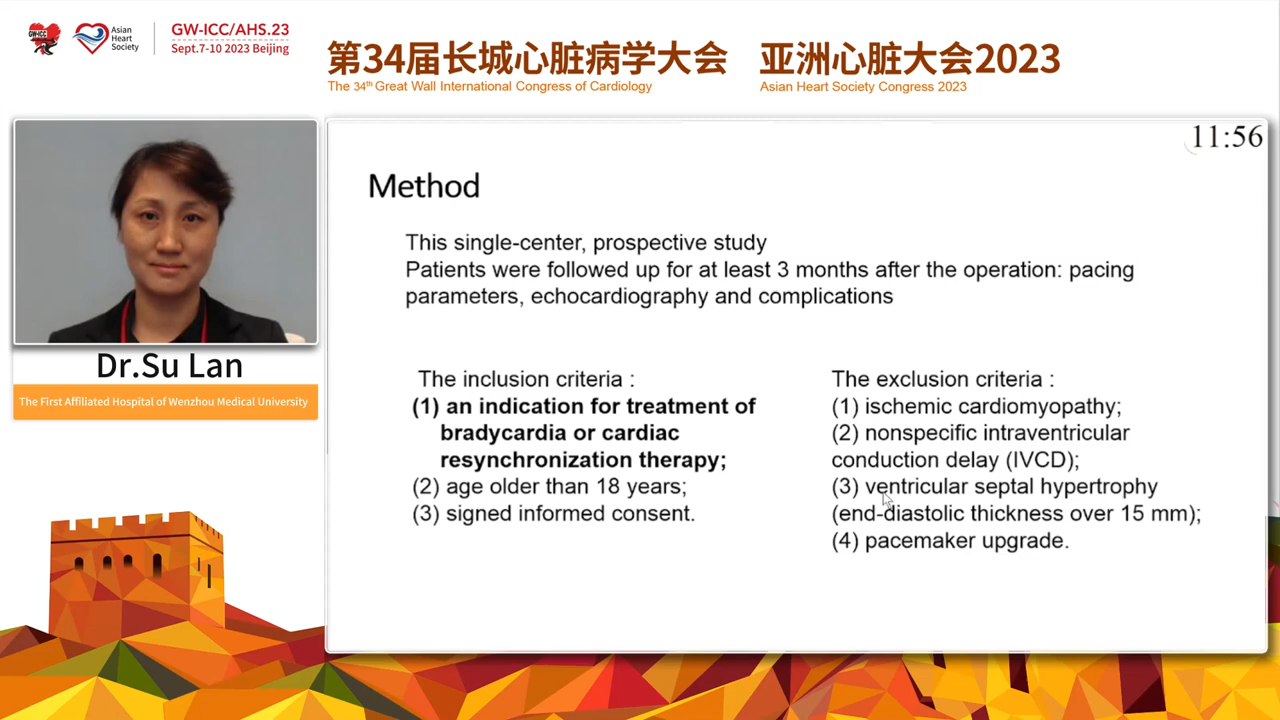 GW-ICC
Asian
Heart
Society
GW-ICC/AHS.23
Sept.7-10 2023 Beijing
第34届长城心脏病学大会
The 34th Great Wall International Congress of Cardiology
亚洲心脏大会2023
Asian Heart Society Congress 2023
11:56
Dr.Su Lan
The First Affiliated Hospital of Wenzhou Medical University
Method
This single-center, prospective study
Patients were followed up for at least 3 months after the operation: pacing
parameters, echocardiography and complications
The inclusion criteria :
(1) an indication for treatment of
bradycardia or cardiac
resynchronization therapy;
(2) age older than 18 years;
(3) signed informed consent.
The exclusion criteria :
(1) ischemic cardiomyopathy;
(2) nonspecific intraventricular
conduction delay (IVCD);
(3) ventricular septal hypertrophy
(end-diastolic thickness over 15 mm);
(4) pacemaker upgrade.